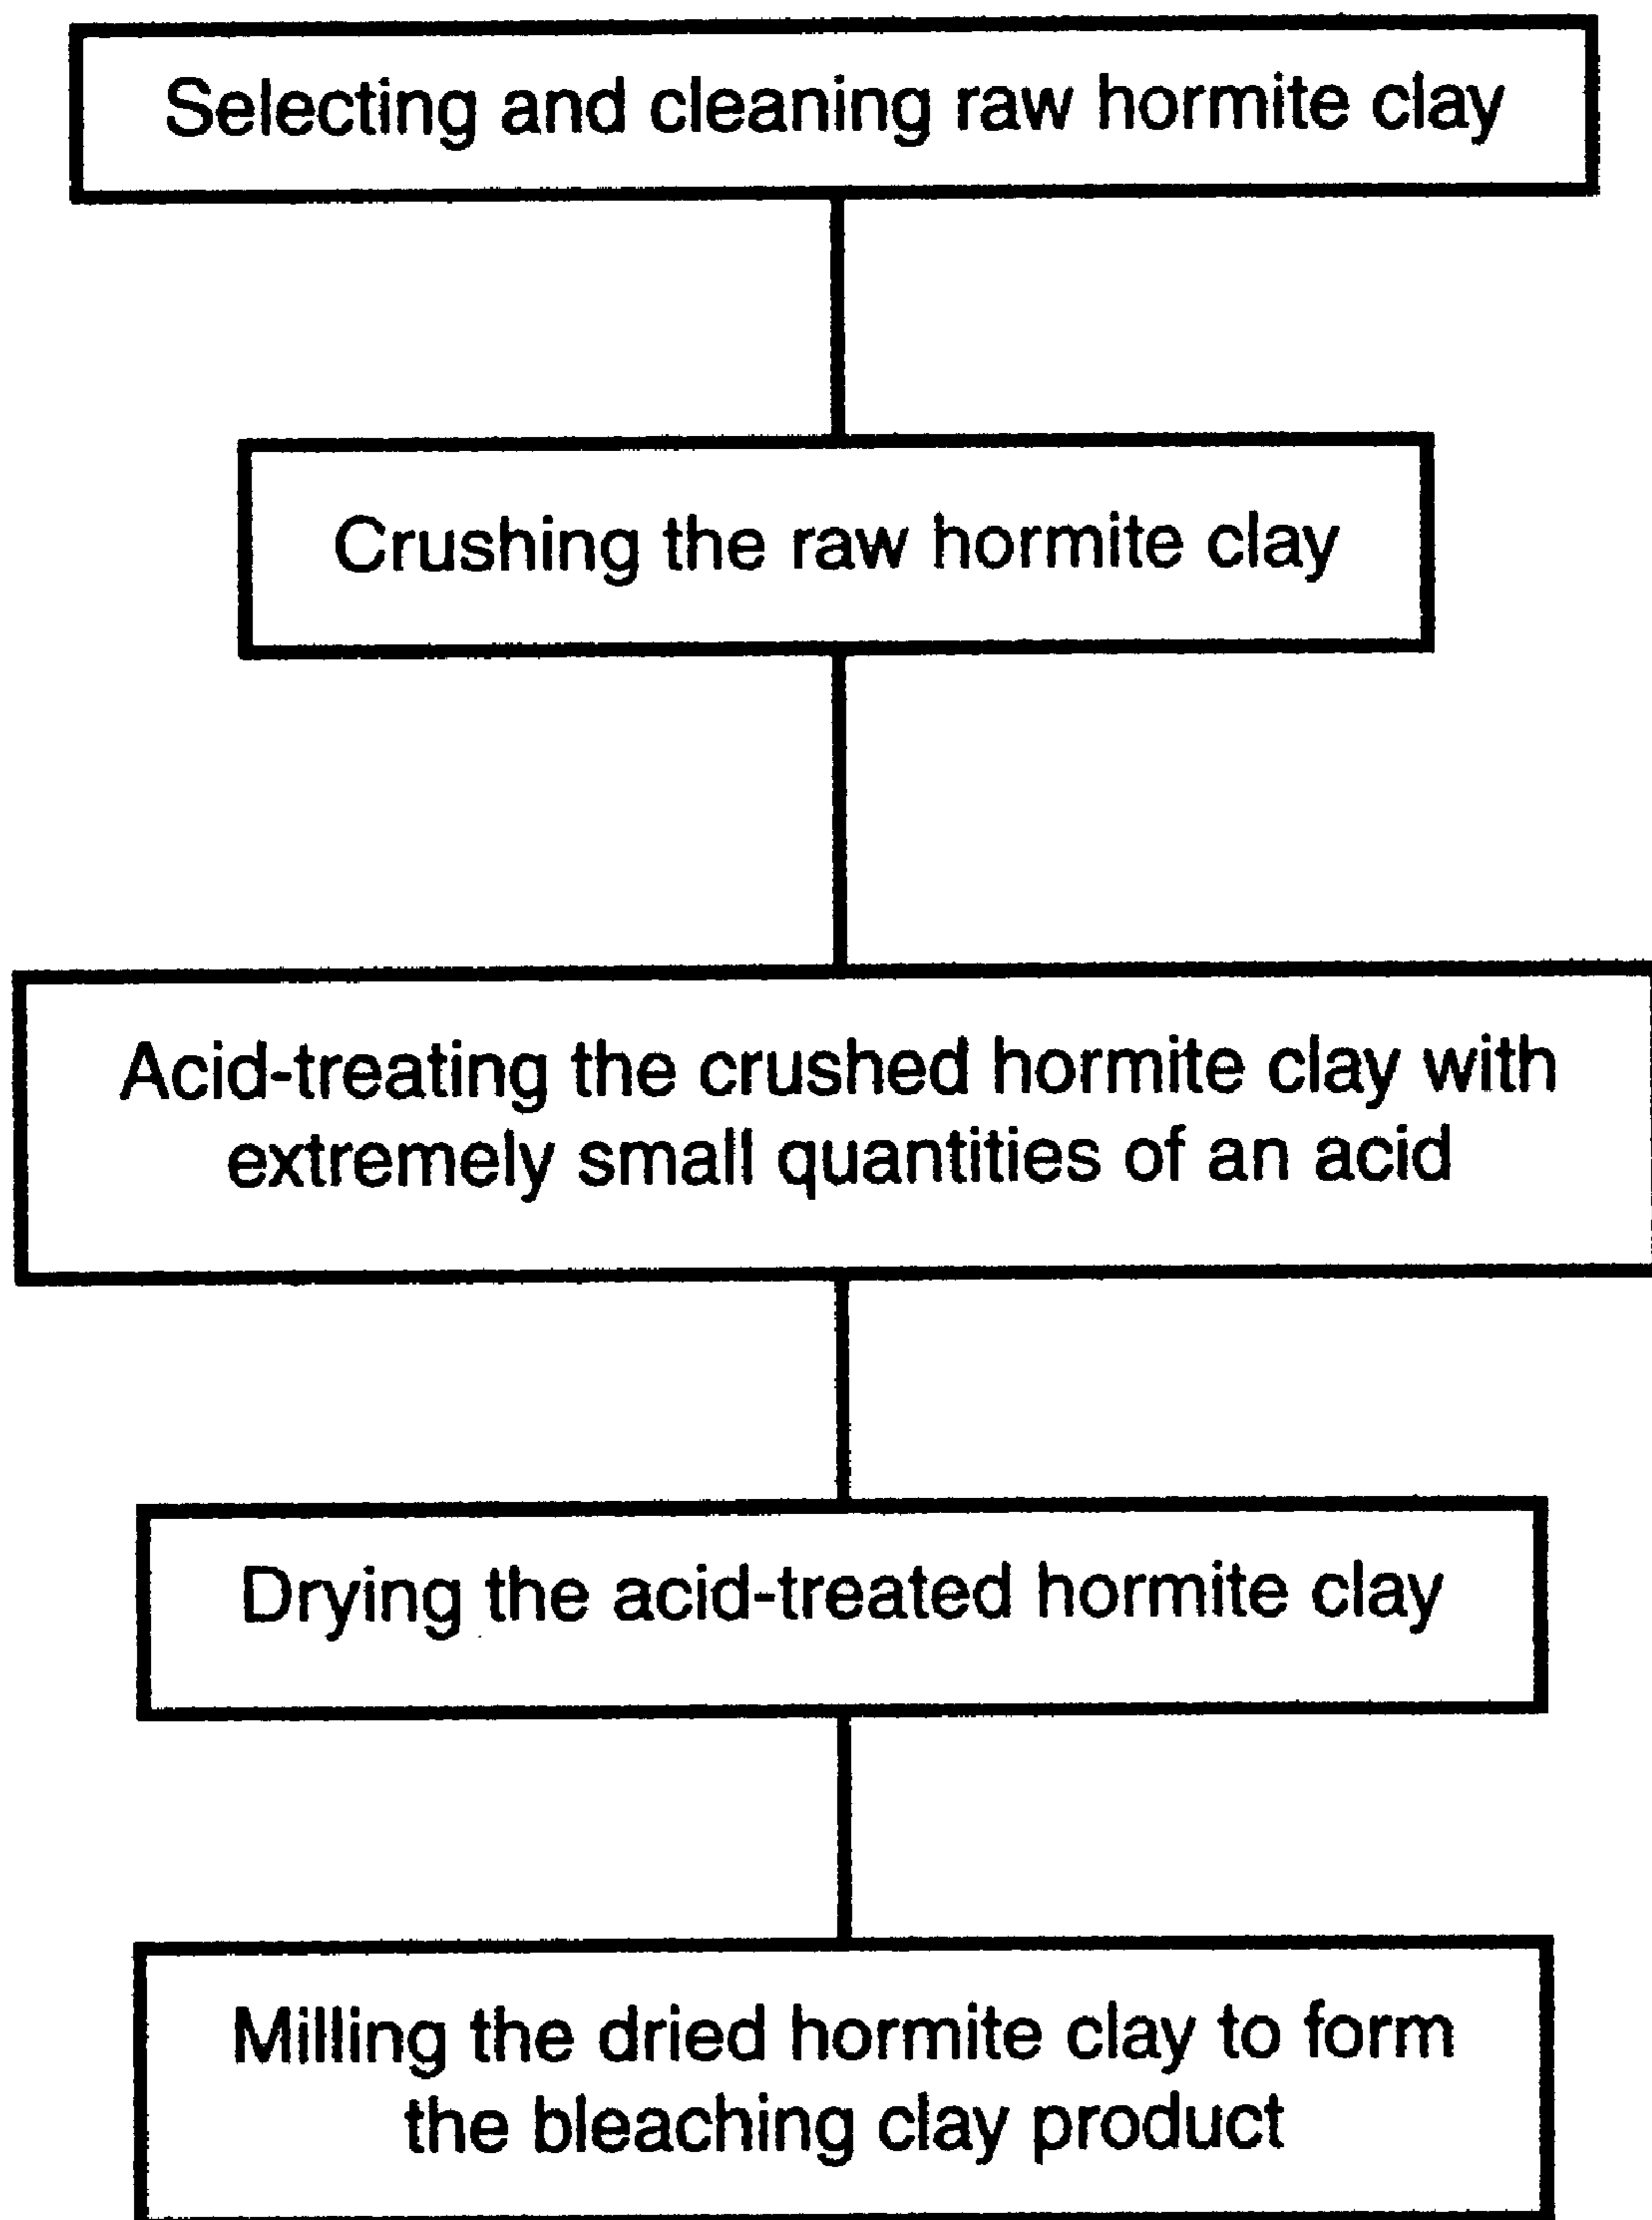 Selecting and cleaning raw hormite clay
Crushing the raw hormite clay
Acid-treating the crushed hormite clay with
extremely small quantities of an acid
Drying the acid-treated hormite clay
Milling the dried hormite clay to form
the bleaching clay product